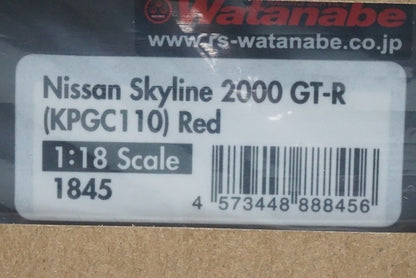 Watanabe
www.rs-watanabe.co.jp
Nissan Skyline 2000 GT-R
(KPGC110) Red
1:18 Scale
1845
4 573448 888456